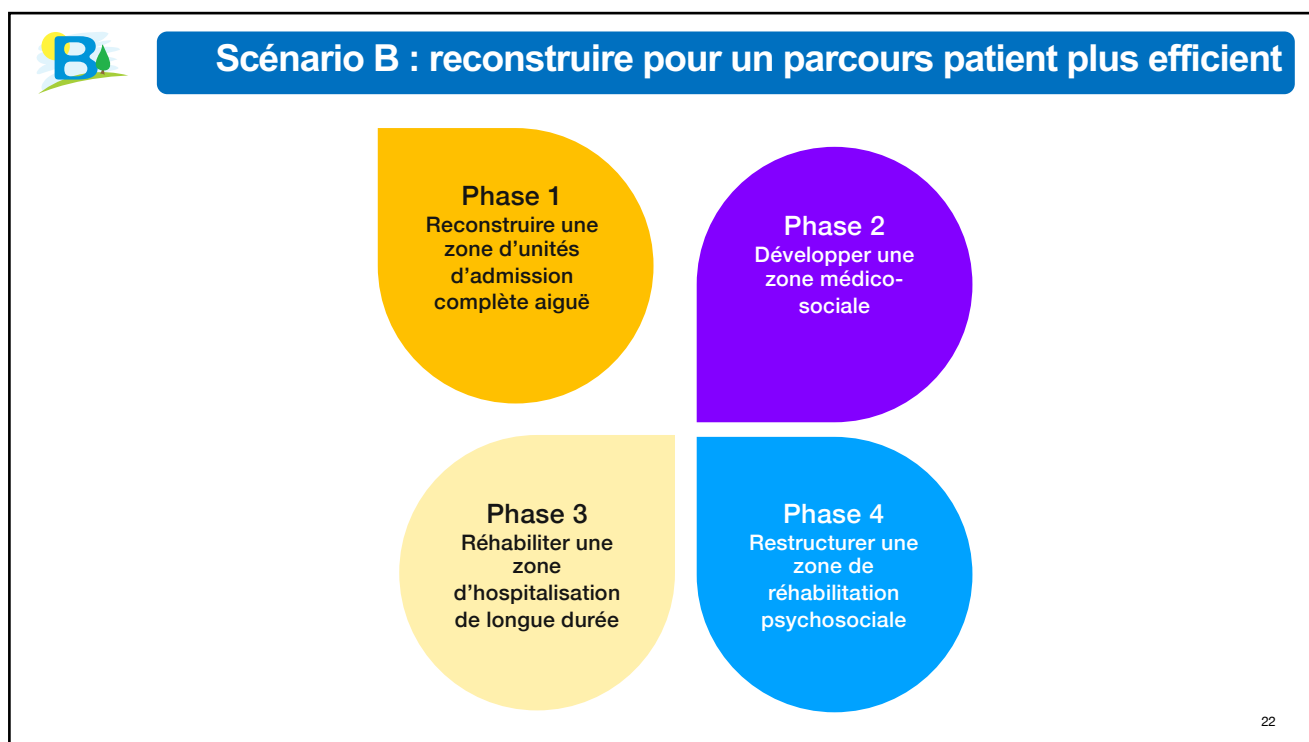 B
Scénario B : reconstruire pour un parcours patient plus efficient
Phase 1
Reconstruire une
zone d’unités
d’admission
complète aiguë
Phase 2
Développer une
zone médico-
sociale
Phase 3
Réhabiliter une
zone
d’hospitalisation
de longue durée
Phase 4
Restructurer une
zone de
réhabilitation
psychosociale
22